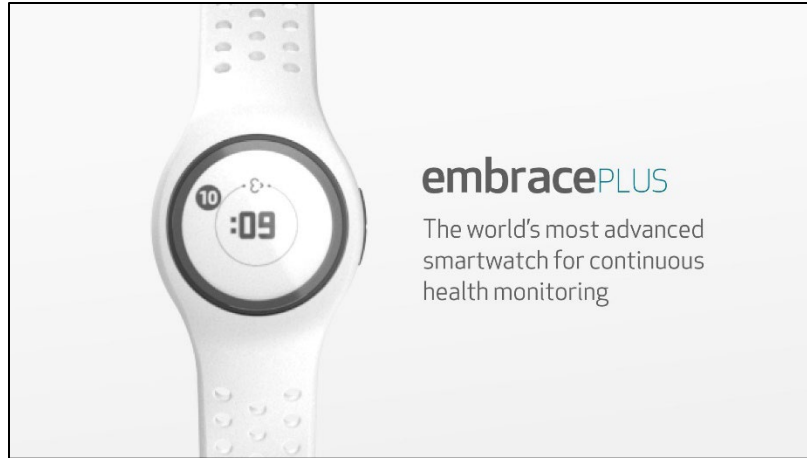 10
:09
embracePLUS
The world's most advanced
smartwatch for continuous
health monitoring